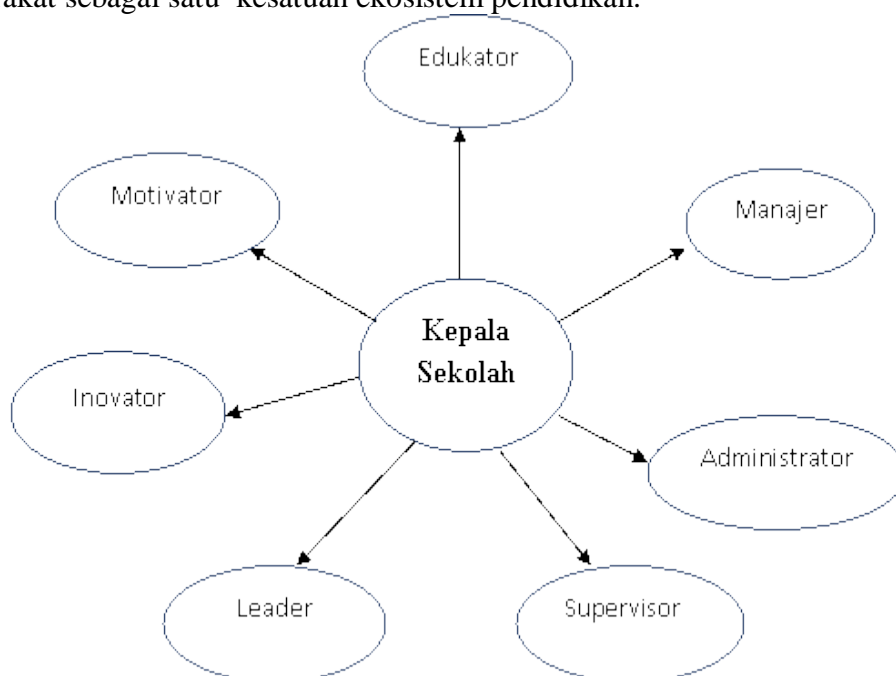 akat sebagai satu kesatuan ekosistem pendidikan.
Edukator
Motivator
Manajer
Kepala
Sekolah
Inovator
Administrator
Leader
Supervisor